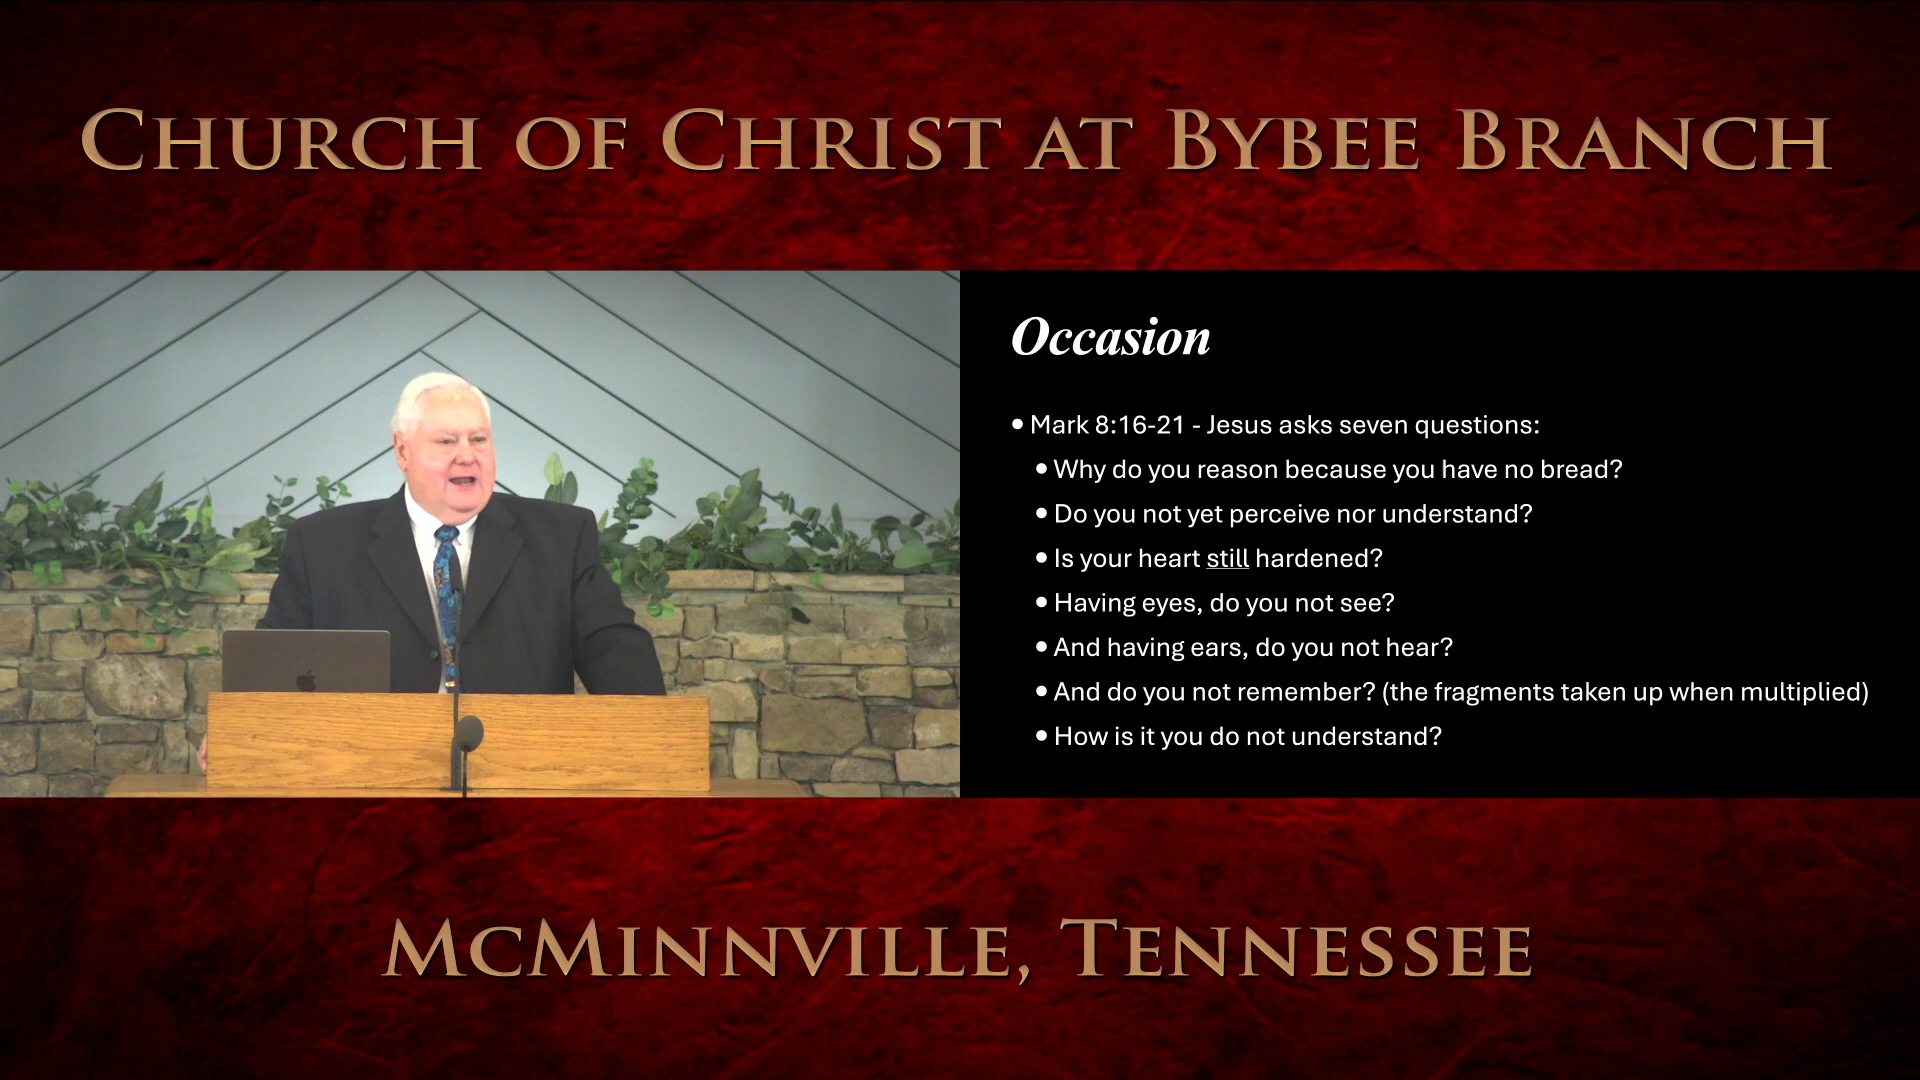 Church of Christ at Bybee Branch
Occasion
• Mark 8:16-21 - Jesus asks seven questions:
• Why do you reason because you have no bread?
• Do you not yet perceive nor understand?
• Is your heart still hardened?
• Having eyes, do you not see?
• And having ears, do you not hear?
• And do you not remember? (the fragments taken up when multiplied)
• How is it you do not understand?
McMinnville, Tennessee